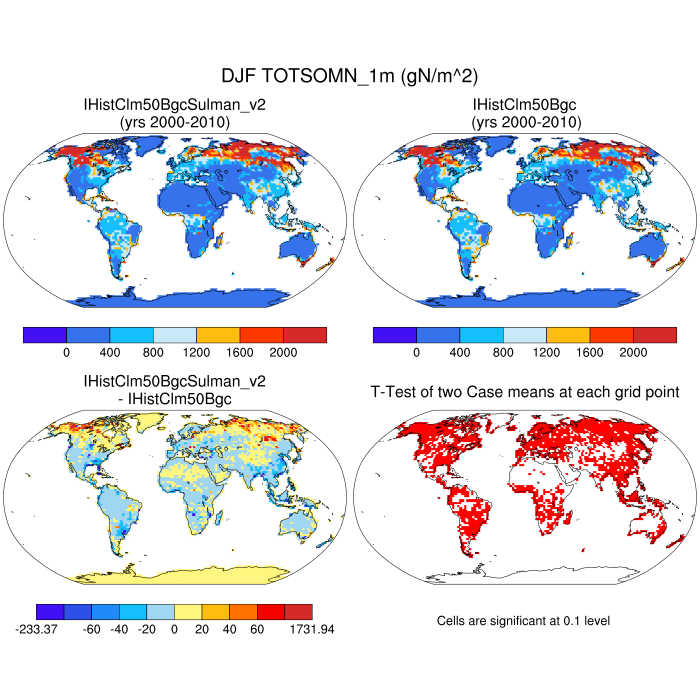 DJF TOTSOMN_1m (gN/m^2)
IHistClm50BgcSulman_v2
(yrs 2000-2010)
IHistClm50Bgc
(yrs 2000-2010)
0 400 800 1200 1600 2000
0 400 800 1200 1600 2000
IHistClm50BgcSulman_v2
- IHistClm50Bgc
T-Test of two Case means at each grid point
-233.37 -60 -40 -20 0 20 40 60 1731.94
Cells are significant at 0.1 level